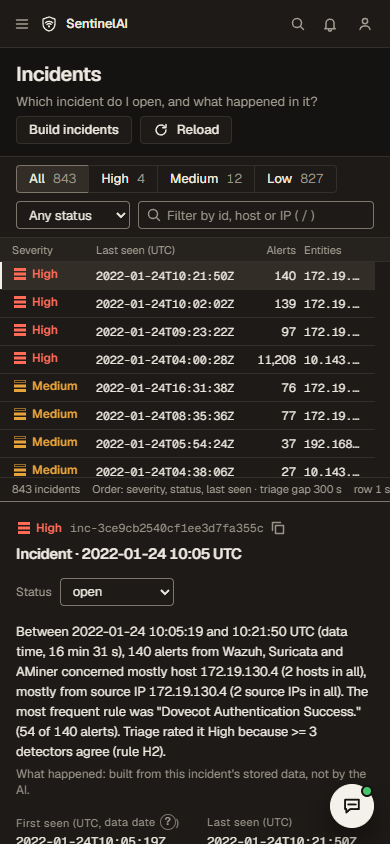 SentinelAI
Incidents
Which incident do I open, and what happened in it?
Build incidents Reload
All 843 High 4 Medium 12 Low 827
Any status Filter by id, host or IP ( / )
Severity Last seen (UTC) Alerts Entities
High 2022-01-24T10:21:50Z 140 172.19.…
High 2022-01-24T10:02:02Z 139 172.19.…
High 2022-01-24T09:23:22Z 97 172.19.…
High 2022-01-24T04:00:28Z 11,208 10.143.…
Medium 2022-01-24T16:31:38Z 76 172.19.…
Medium 2022-01-24T08:35:36Z 77 172.19.…
Medium 2022-01-24T05:54:24Z 37 192.168…
Medium 2022-01-24T04:38:06Z 27 10.143.…
843 incidents Order: severity, status, last seen · triage gap 300 s row 1 s
High inc-3ce9cb2540cf1ee3d7fa355c
Incident · 2022-01-24 10:05 UTC
Status open
Between 2022-01-24 10:05:19 and 10:21:50 UTC (data
time, 16 min 31 s), 140 alerts from Wazuh, Suricata and
AMiner concerned mostly host 172.19.130.4 (2 hosts in all),
mostly from source IP 172.19.130.4 (2 source IPs in all). The
most frequent rule was "Dovecot Authentication Success."
(54 of 140 alerts). Triage rated it High because >= 3
detectors agree (rule H2).
What happened: built from this incident's stored data, not by the
AI.
First seen (UTC, data date ?) Last seen (UTC)
2022-01-24T10:05:19Z 2022-01-24T10:21:50Z